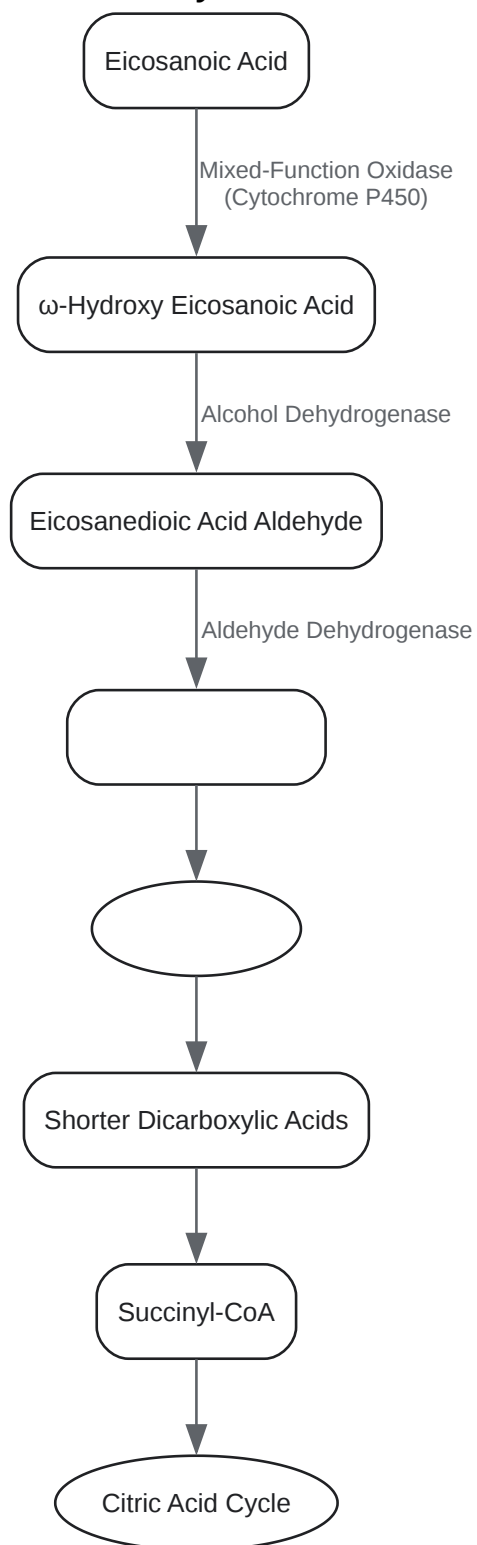 Eicosanoic Acid
Mixed-Function Oxidase
(Cytochrome P450)
ω-Hydroxy Eicosanoic Acid
Alcohol Dehydrogenase
Eicosanedioic Acid Aldehyde
Aldehyde Dehydrogenase
Shorter Dicarboxylic Acids
Succinyl-CoA
Citric Acid Cycle